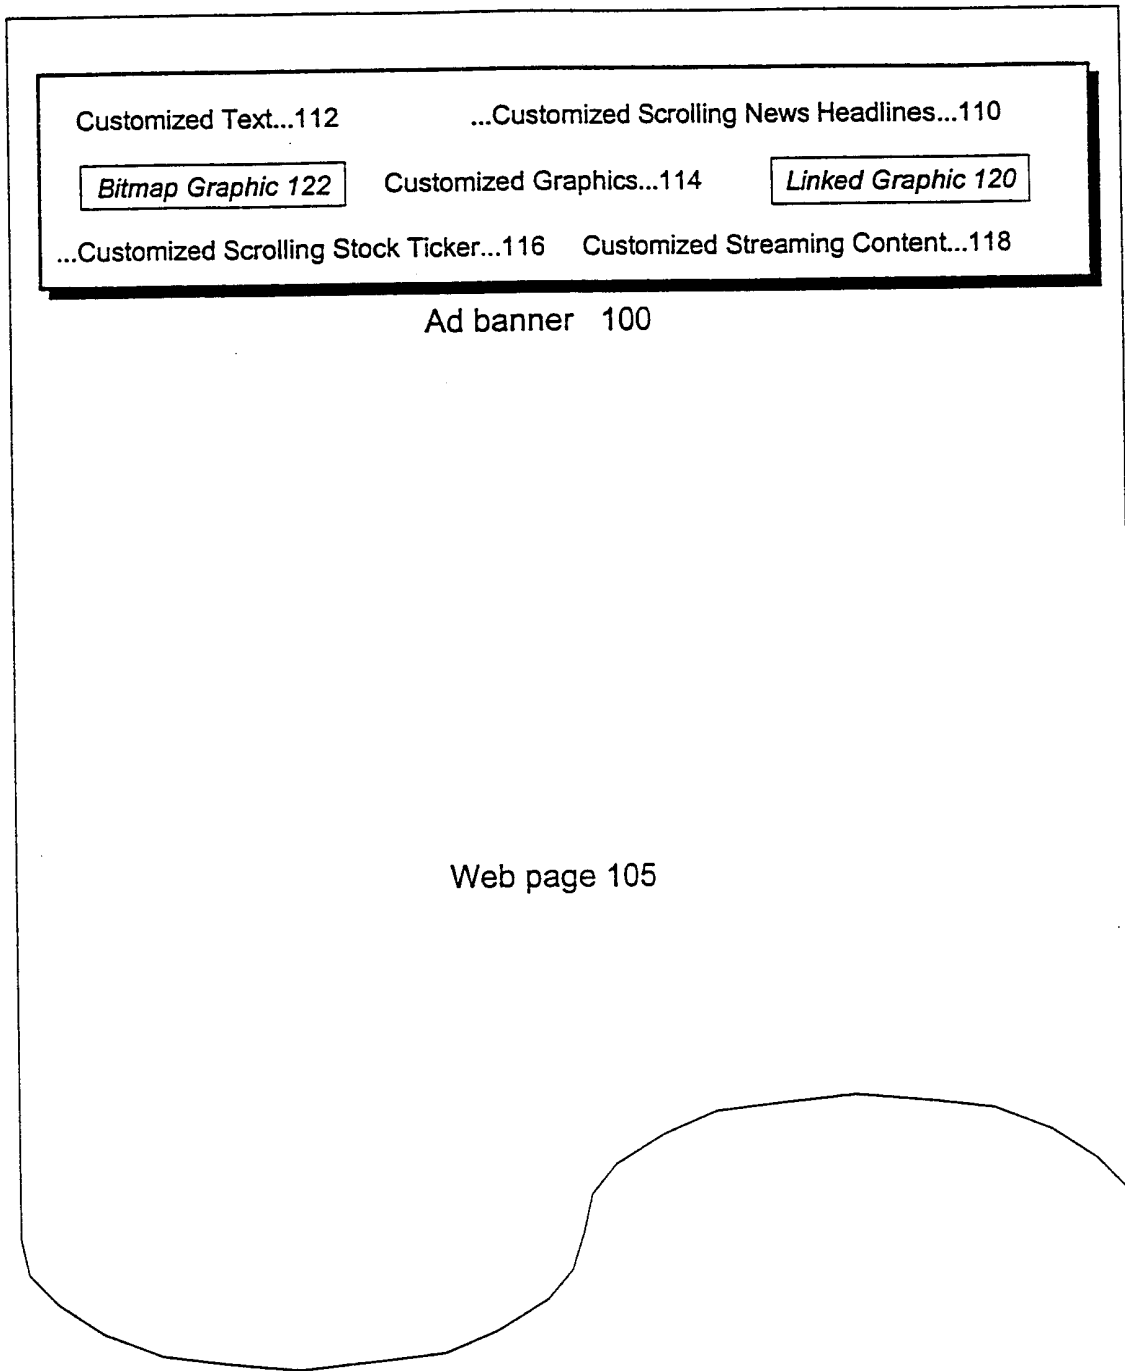 Customized Text...112 ...Customized Scrolling News Headlines...110
Bitmap Graphic 122 Customized Graphics...114 Linked Graphic 120
...Customized Scrolling Stock Ticker...116 Customized Streaming Content...118
Ad banner 100
Web page 105